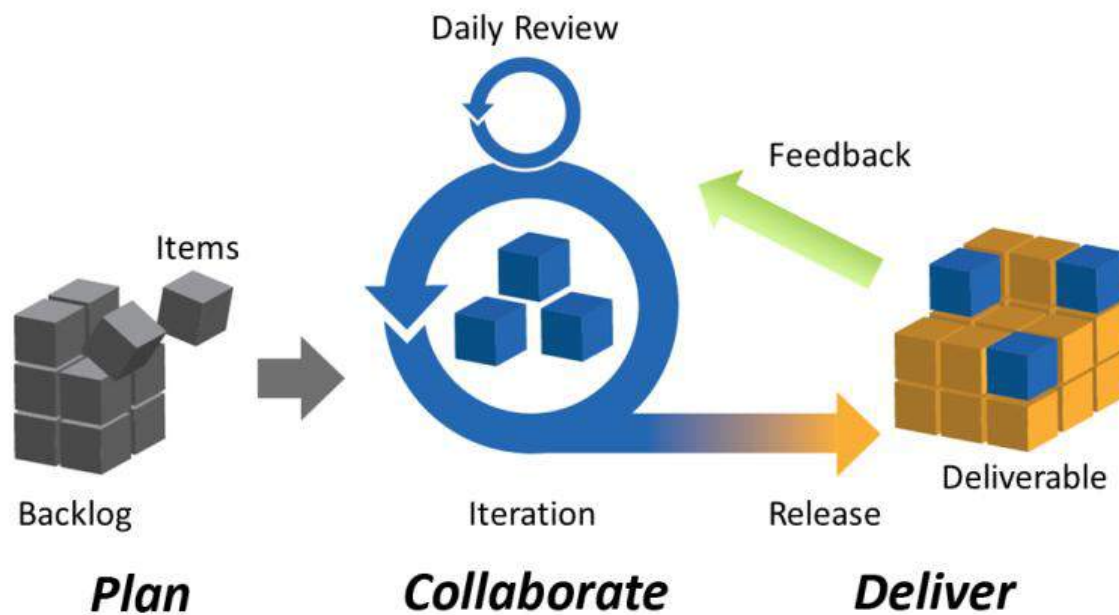 Daily Review
Feedback
Items
Deliverable
Backlog
Iteration
Release
Plan
Collaborate
Deliver